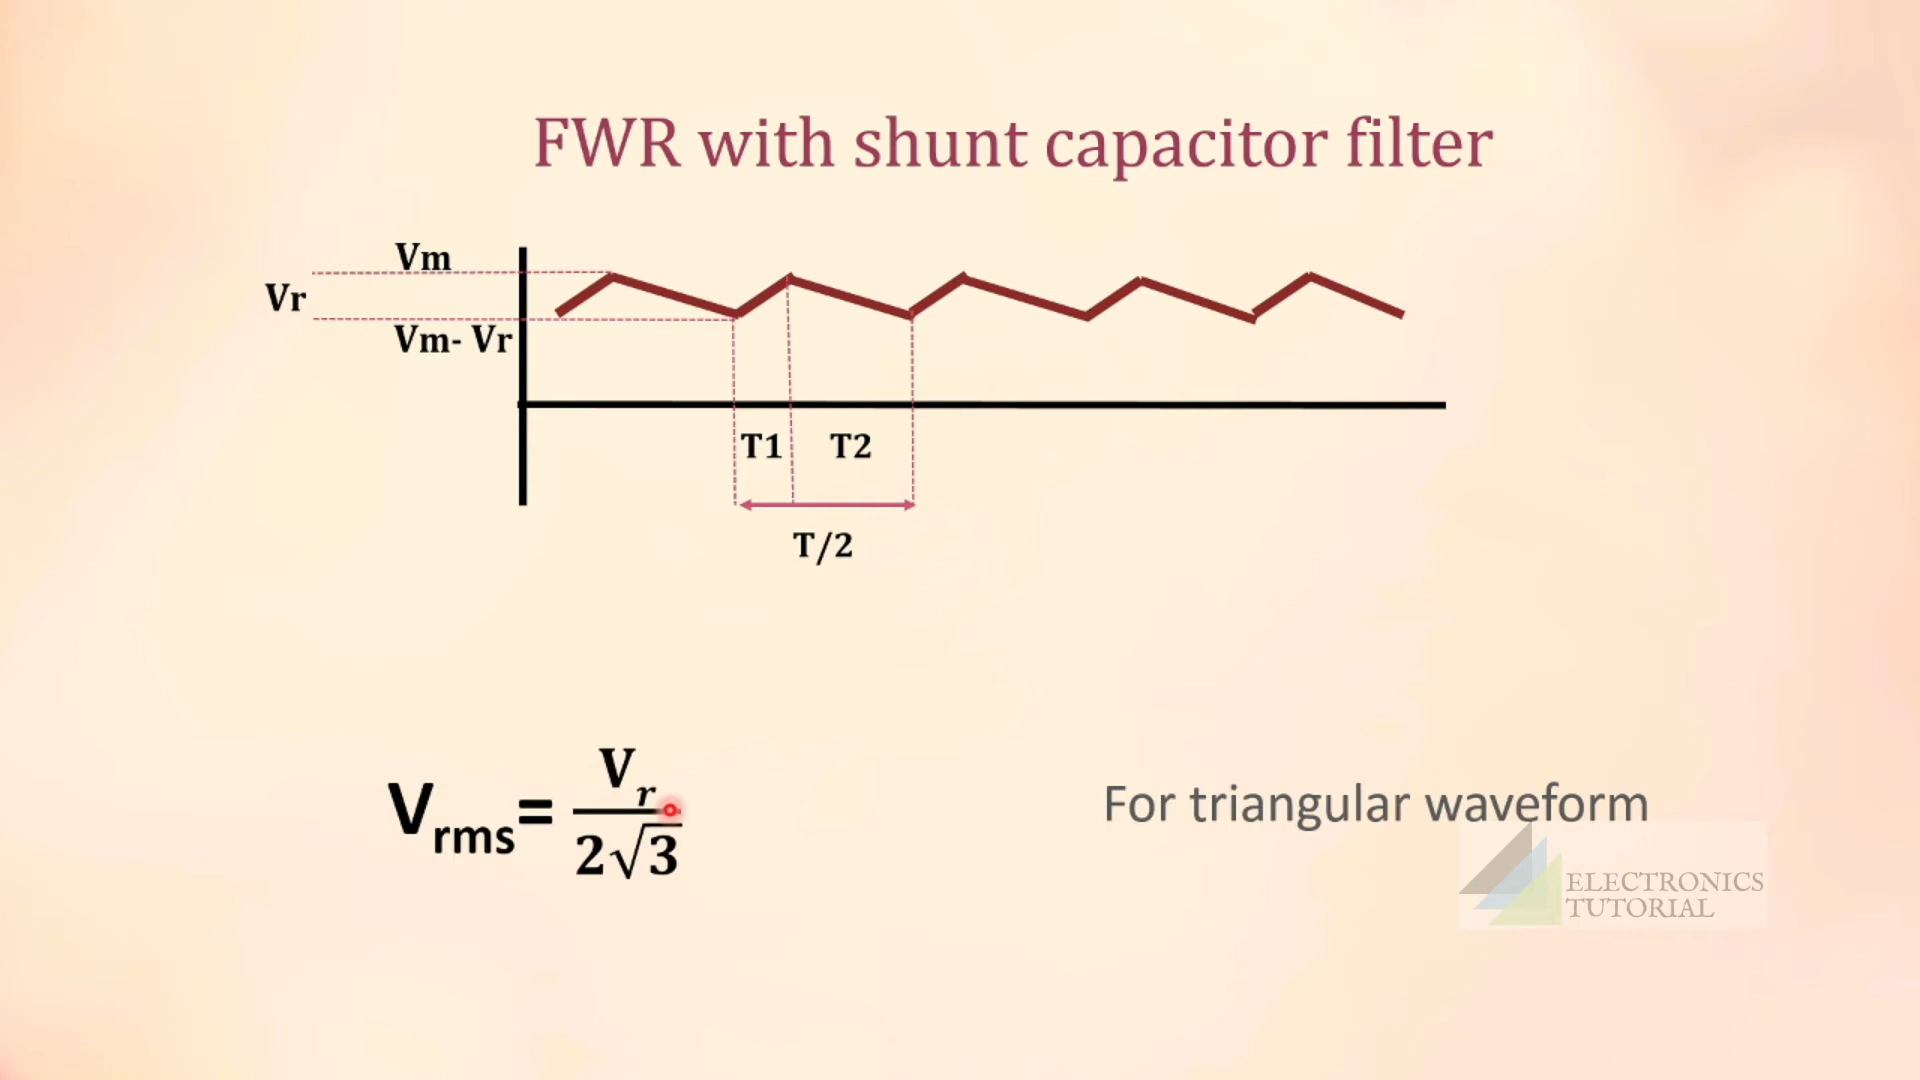 FWR with shunt capacitor filter
Vm
Vr
Vm- Vr
T1 T2
T/2
Vrms= Vr / 2√3
For triangular waveform
ELECTRONICS
TUTORIAL